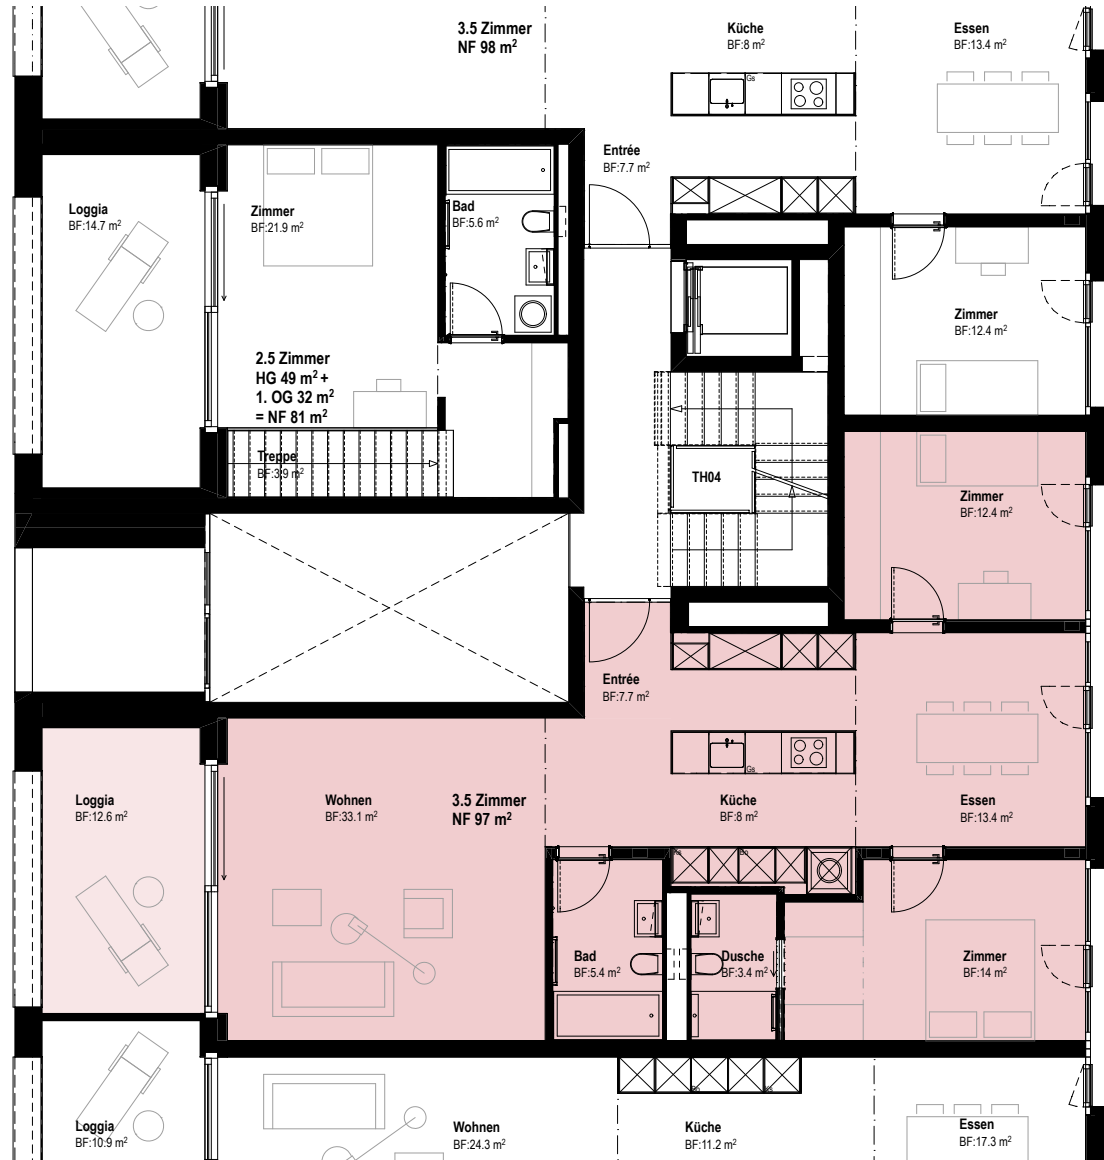 3.5 Zimmer
NF 98 m²
Küche
BF:8 m²
Essen
BF:13.4 m²
Gs
Entrée
BF:7.7 m²
Loggia
BF:14.7 m²
Zimmer
BF:21.9 m²
Bad
BF:5.6 m²
Zimmer
BF:12.4 m²
2.5 Zimmer
HG 49 m² +
1. OG 32 m²
= NF 81 m²
Treppe
BF:3.9 m²
TH04
Zimmer
BF:12.4 m²
Entrée
BF:7.7 m²
Gs
Loggia
BF:12.6 m²
Wohnen
BF:33.1 m²
3.5 Zimmer
NF 97 m²
Küche
BF:8 m²
Essen
BF:13.4 m²
Bad
BF:5.4 m²
Dusche
BF:3.4 m²
Zimmer
BF:14 m²
Loggia
BF:10.9 m²
Wohnen
BF:24.3 m²
Küche
BF:11.2 m²
Essen
BF:17.3 m²